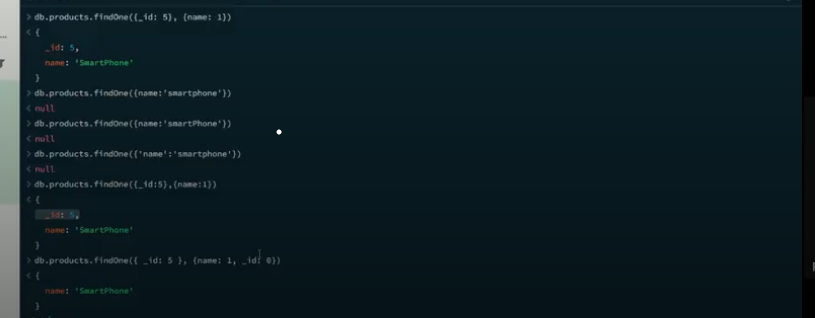 > db.products.findOne({_id: 5}, {name: 1})
< {
_id: 5,
name: 'SmartPhone'
}
> db.products.findOne({name:'smartphone'})
< null
> db.products.findOne({name:'smartPhone'})
< null
> db.products.findOne({'name':'smartphone'})
< null
> db.products.findOne({_id:5},{name:1})
< {
_id: 5,
name: 'SmartPhone'
}
> db.products.findOne({ _id: 5 }, {name: 1, _id: 0})
< {
name: 'SmartPhone'
}